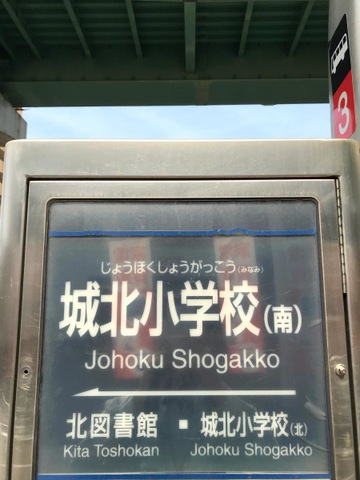 3
じょうほくしょうがっこう(みなみ)
城北小学校(南)
Johoku Shogakko
北図書館 ■ 城北小学校(北)
Kita Toshokan Johoku Shogakko